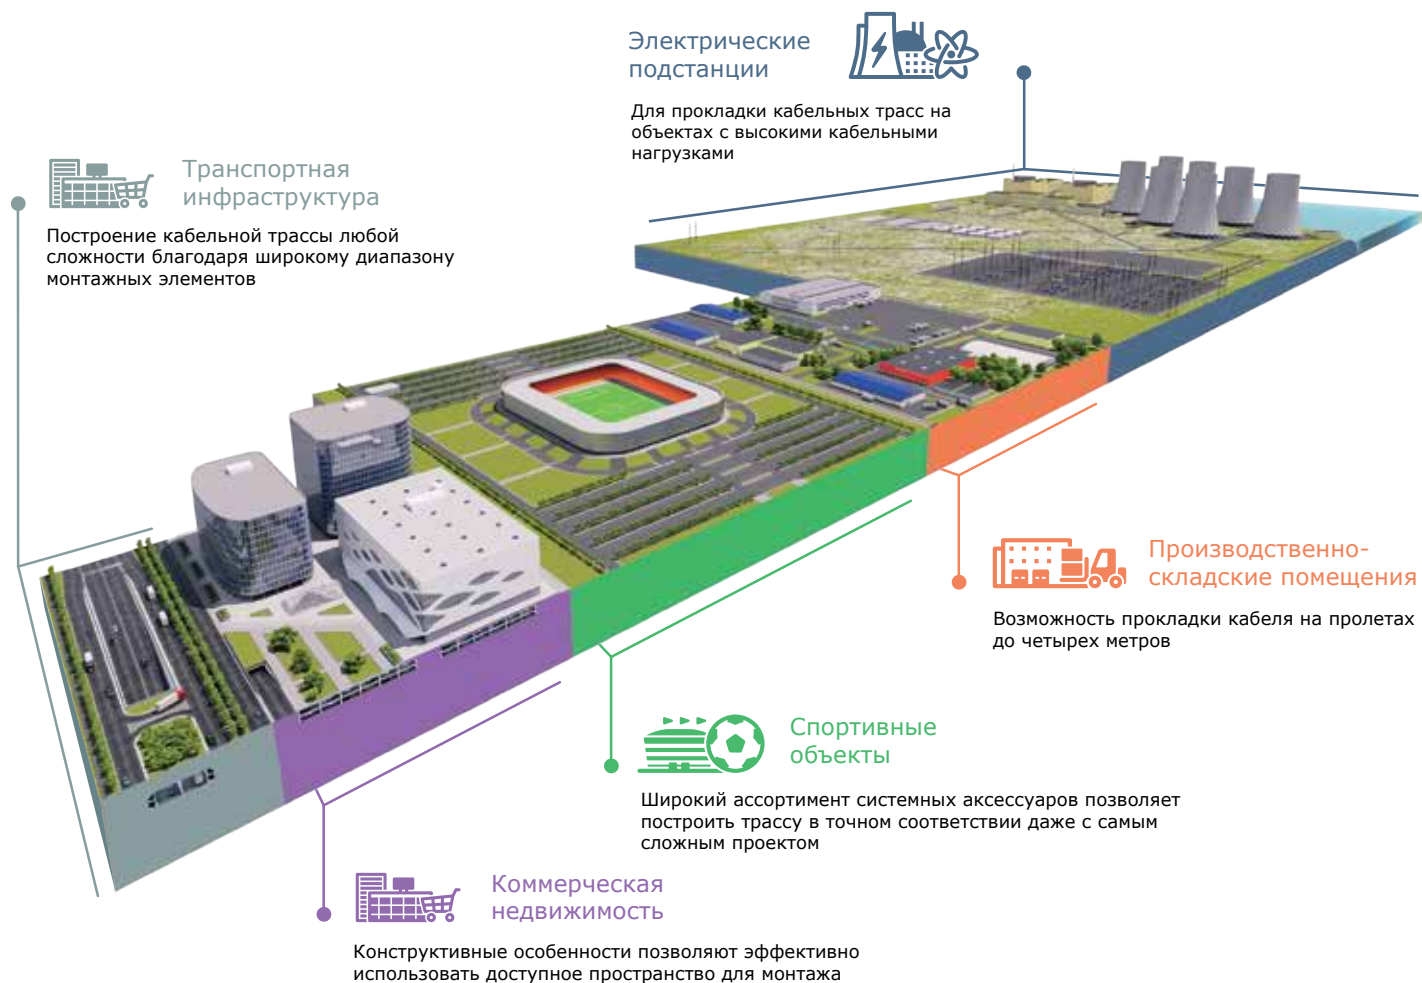 Электрические
подстанции
Для прокладки кабельных трасс на
объектах с высокими кабельными
нагрузками
Транспортная
инфраструктура
Построение кабельной трассы любой
сложности благодаря широкому диапазону
монтажных элементов
Производственно-
складские помещения
Возможность прокладки кабеля на пролетах
до четырех метров
Спортивные
объекты
Широкий ассортимент системных аксессуаров позволяет
построить трассу в точном соответствии даже с самым
сложным проектом
Коммерческая
недвижимость
Конструктивные особенности позволяют эффективно
использовать доступное пространство для монтажа